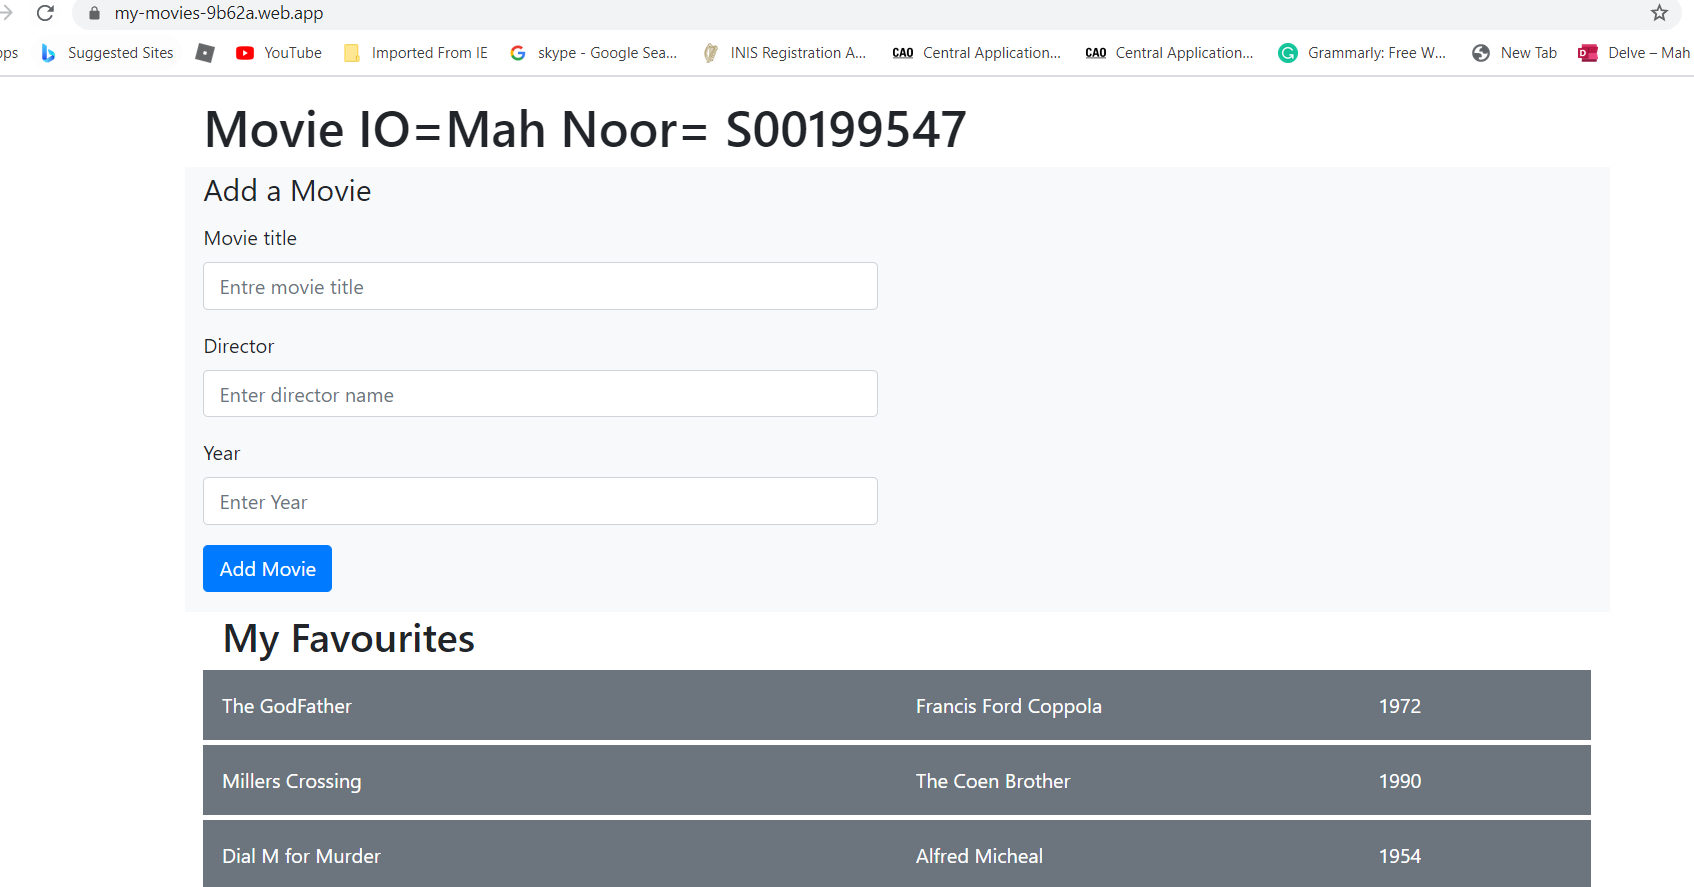 my-movies-9b62a.web.app
Suggested Sites YouTube Imported From IE skype - Google Sea... INIS Registration A... CAO Central Application... CAO Central Application... Grammarly: Free W... New Tab Delve – Mah
Movie IO=Mah Noor= S00199547
Add a Movie
Movie title
Entre movie title
Director
Enter director name
Year
Enter Year
Add Movie
My Favourites
The GodFather Francis Ford Coppola 1972
Millers Crossing The Coen Brother 1990
Dial M for Murder Alfred Micheal 1954